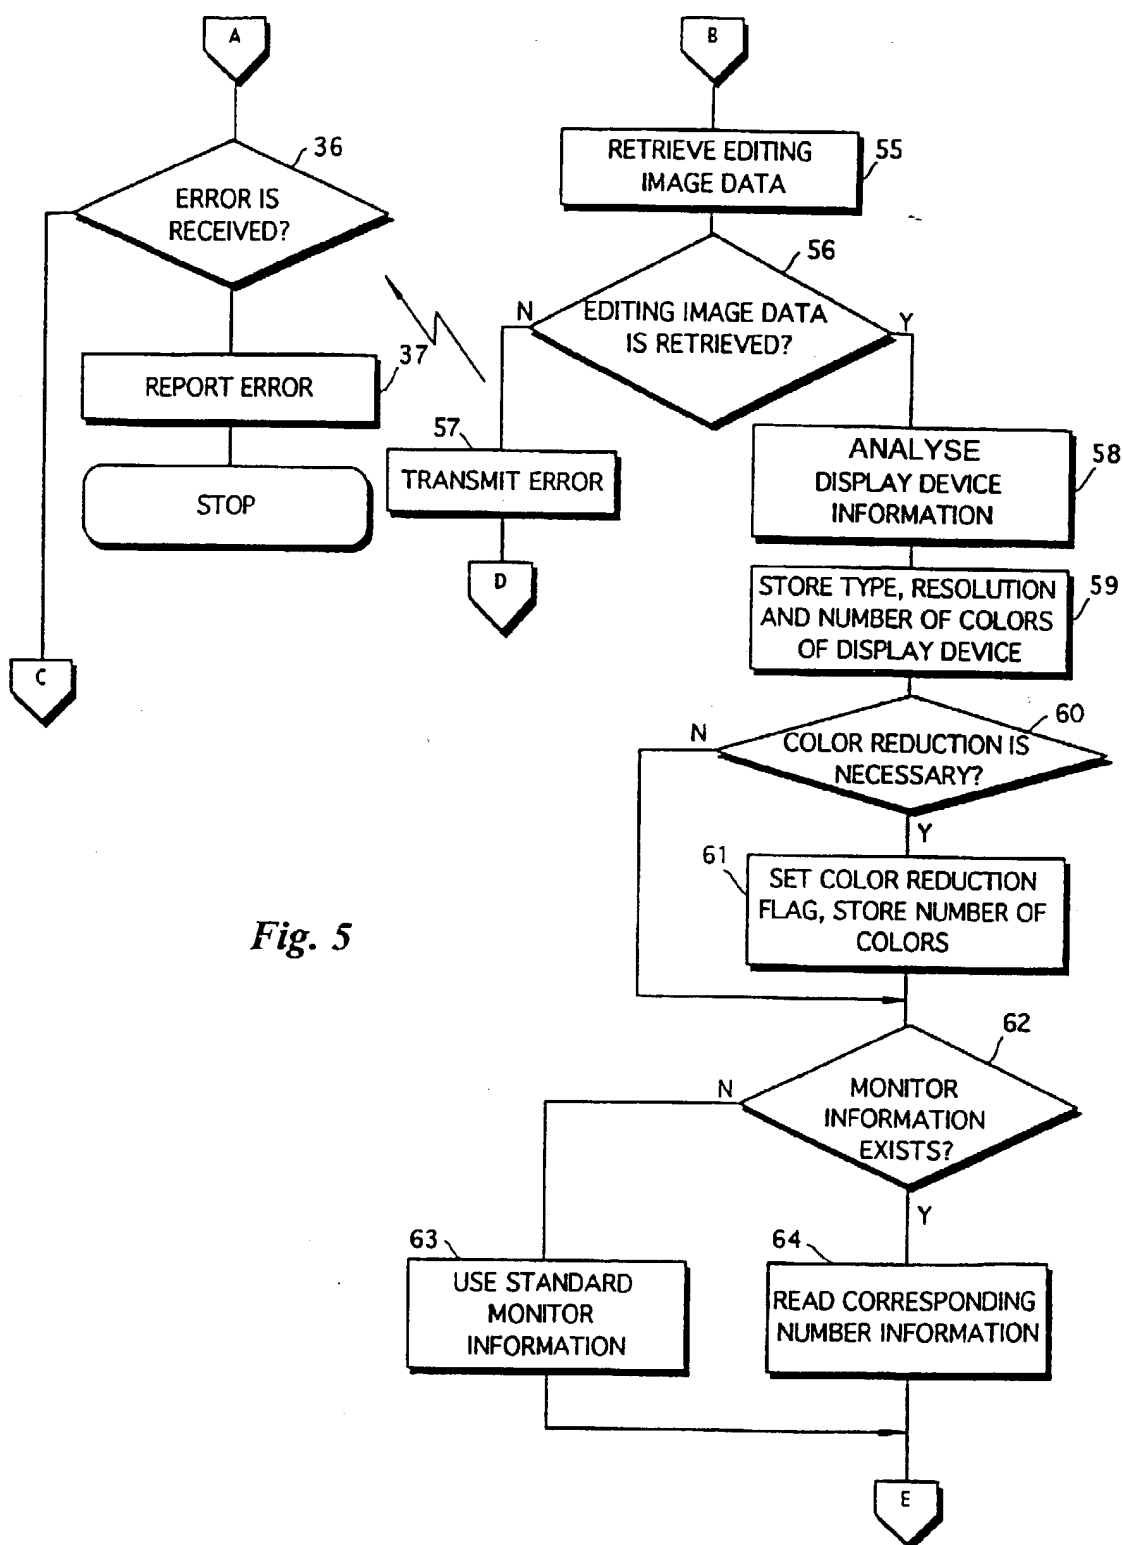 A
36
ERROR IS
RECEIVED?
37
REPORT ERROR
STOP
C
B
RETRIEVE EDITING
IMAGE DATA
55
56
EDITING IMAGE DATA
IS RETRIEVED?
N
Y
57
TRANSMIT ERROR
D
ANALYSE
DISPLAY DEVICE
INFORMATION
58
STORE TYPE, RESOLUTION
AND NUMBER OF COLORS
OF DISPLAY DEVICE
59
60
COLOR REDUCTION IS
NECESSARY?
N
Y
61
SET COLOR REDUCTION
FLAG, STORE NUMBER OF
COLORS
Fig. 5
62
MONITOR
INFORMATION
EXISTS?
N
Y
63
USE STANDARD
MONITOR
INFORMATION
64
READ CORRESPONDING
NUMBER INFORMATION
E